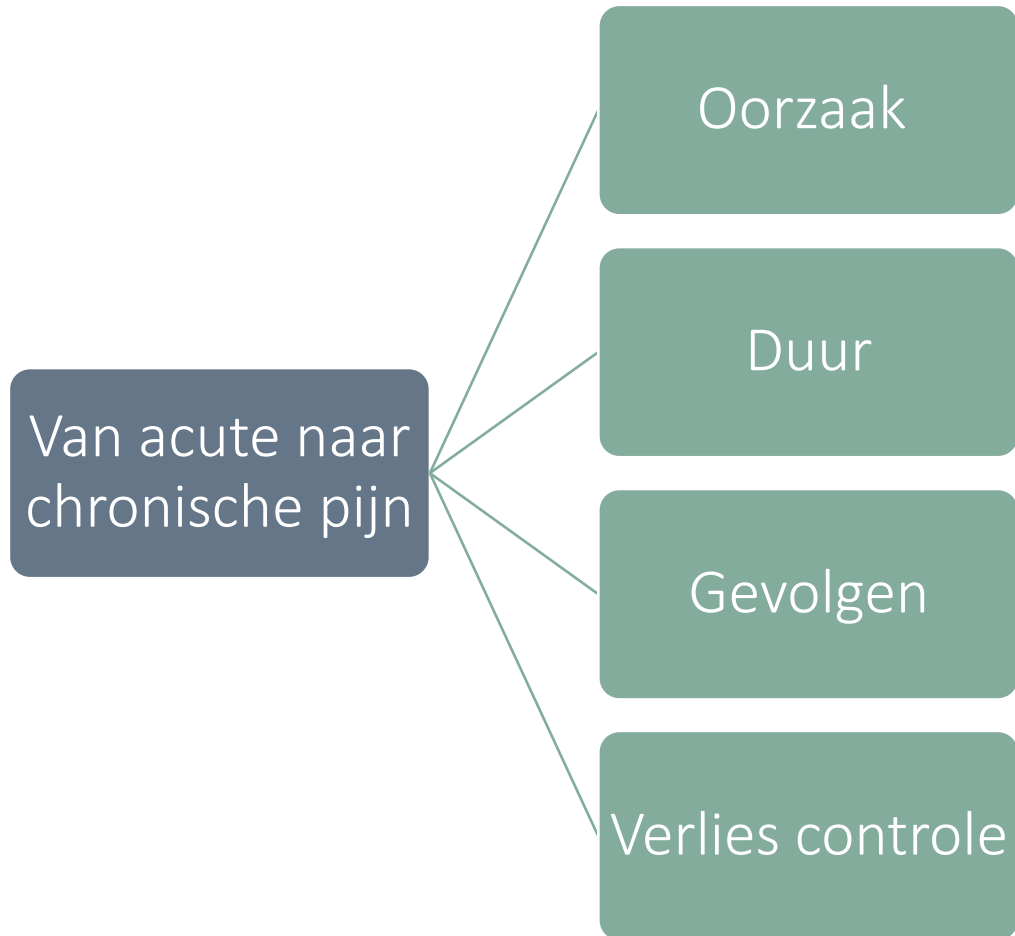 Van acute naar
chronische pijn
Oorzaak
Duur
Gevolgen
Verlies controle